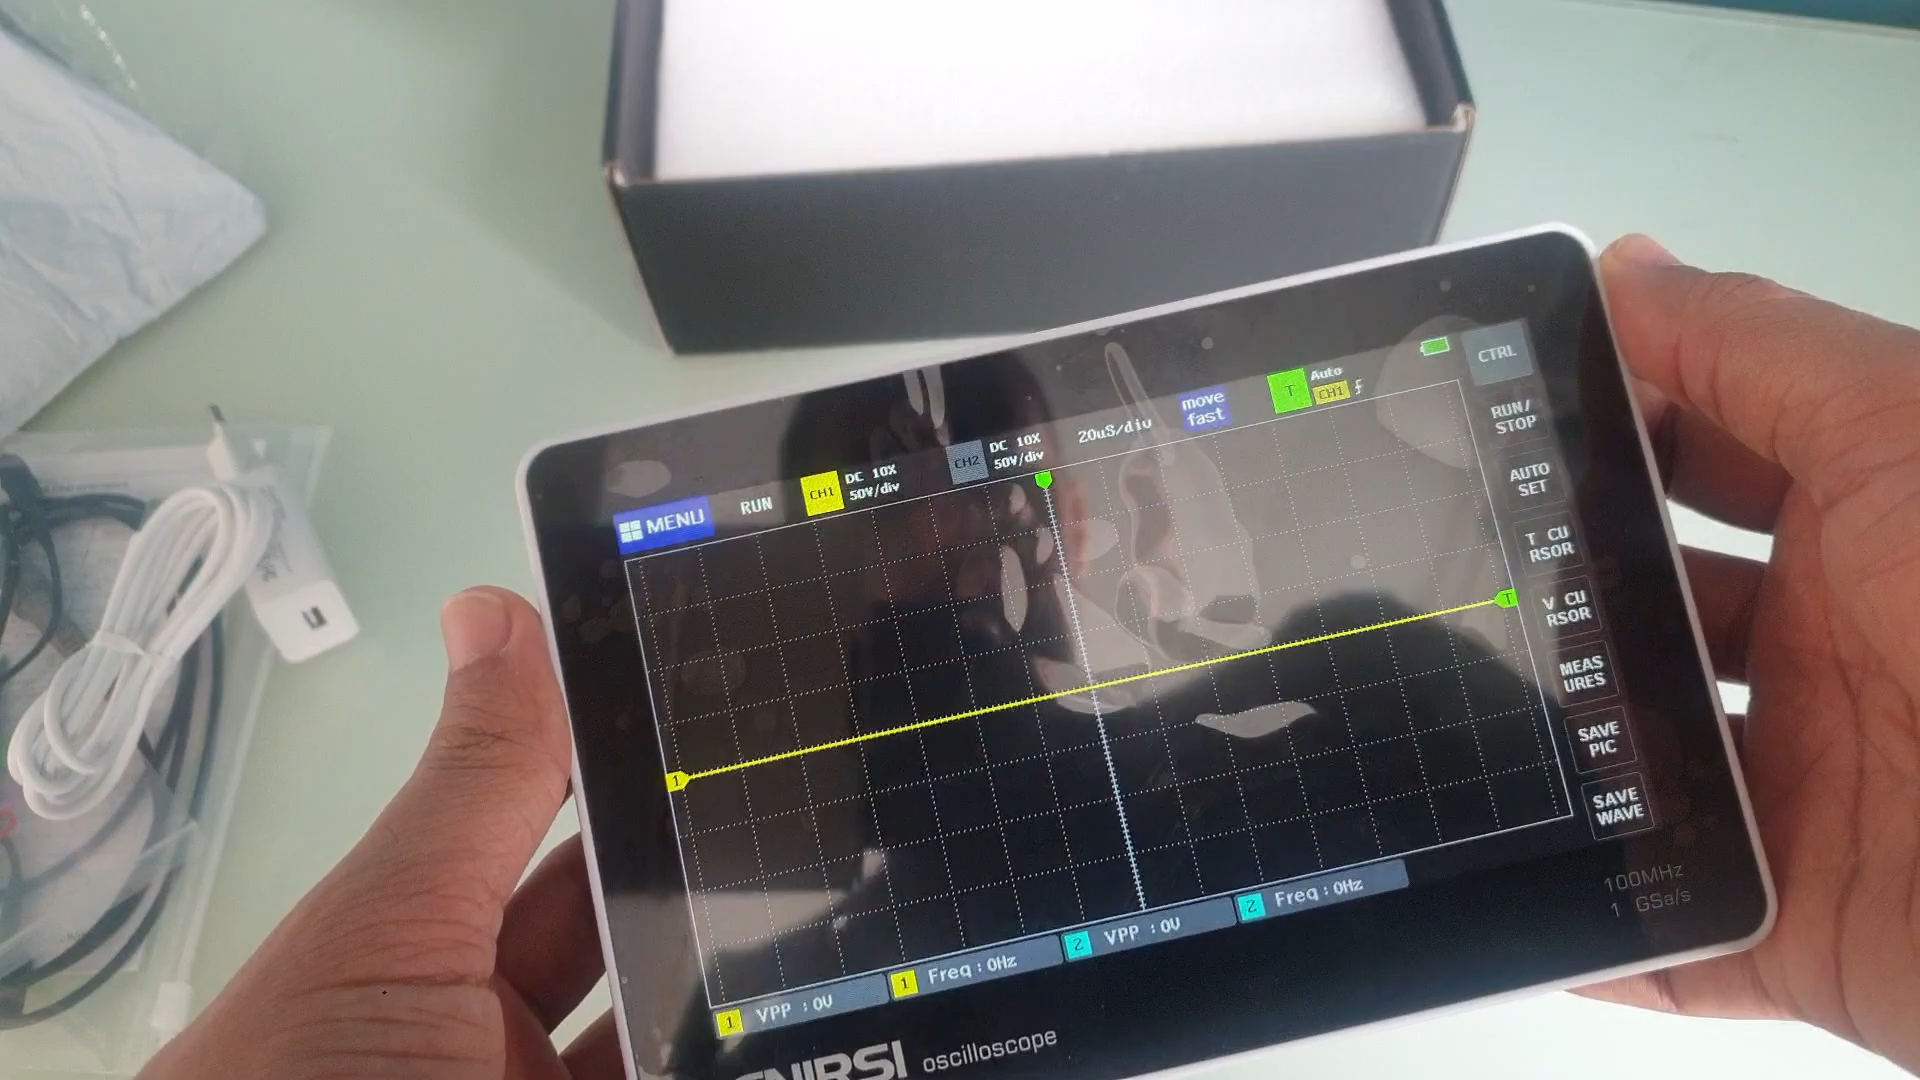 MENU
RUN
CH1
DC 10X
50V/div
CH2
DC 10X
50V/div
20uS/div
move
fast
T
Auto
CH1
CTRL
RUN/
STOP
AUTO
SET
T CU
RSOR
V CU
RSOR
MEAS
URES
SAVE
PIC
SAVE
WAVE
1
T
1 VPP :0V
1 Freq:0Hz
2 VPP :0V
2 Freq:0Hz
100MHz
1 GSa/s
FNIRSI oscilloscope